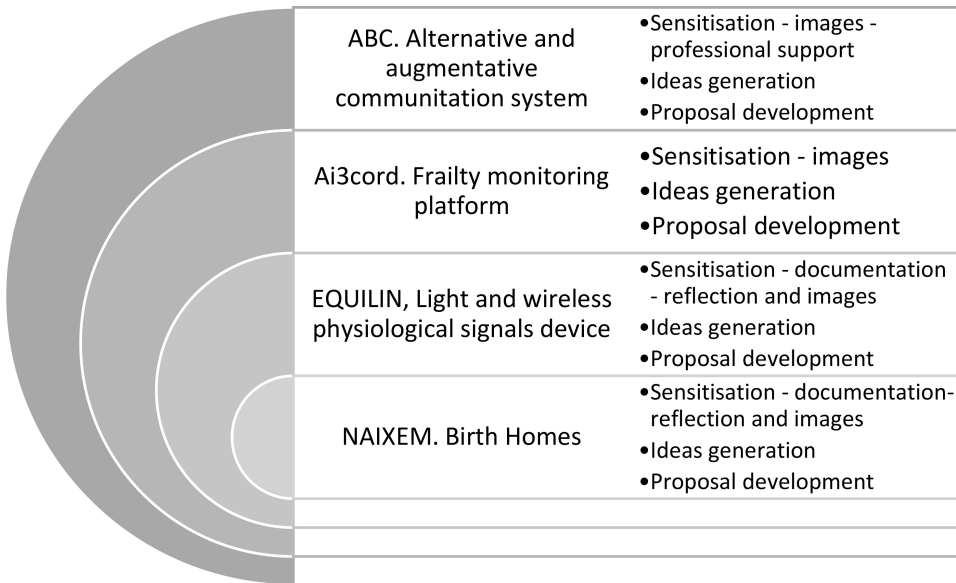 ABC. Alternative and
augmentative
communitation system
•Sensitisation - images -
professional support
•Ideas generation
•Proposal development
Ai3cord. Frailty monitoring
platform
•Sensitisation - images
•Ideas generation
•Proposal development
EQUILIN, Light and wireless
physiological signals device
•Sensitisation - documentation
- reflection and images
•Ideas generation
•Proposal development
NAIXEM. Birth Homes
•Sensitisation - documentation-
reflection and images
•Ideas generation
•Proposal development